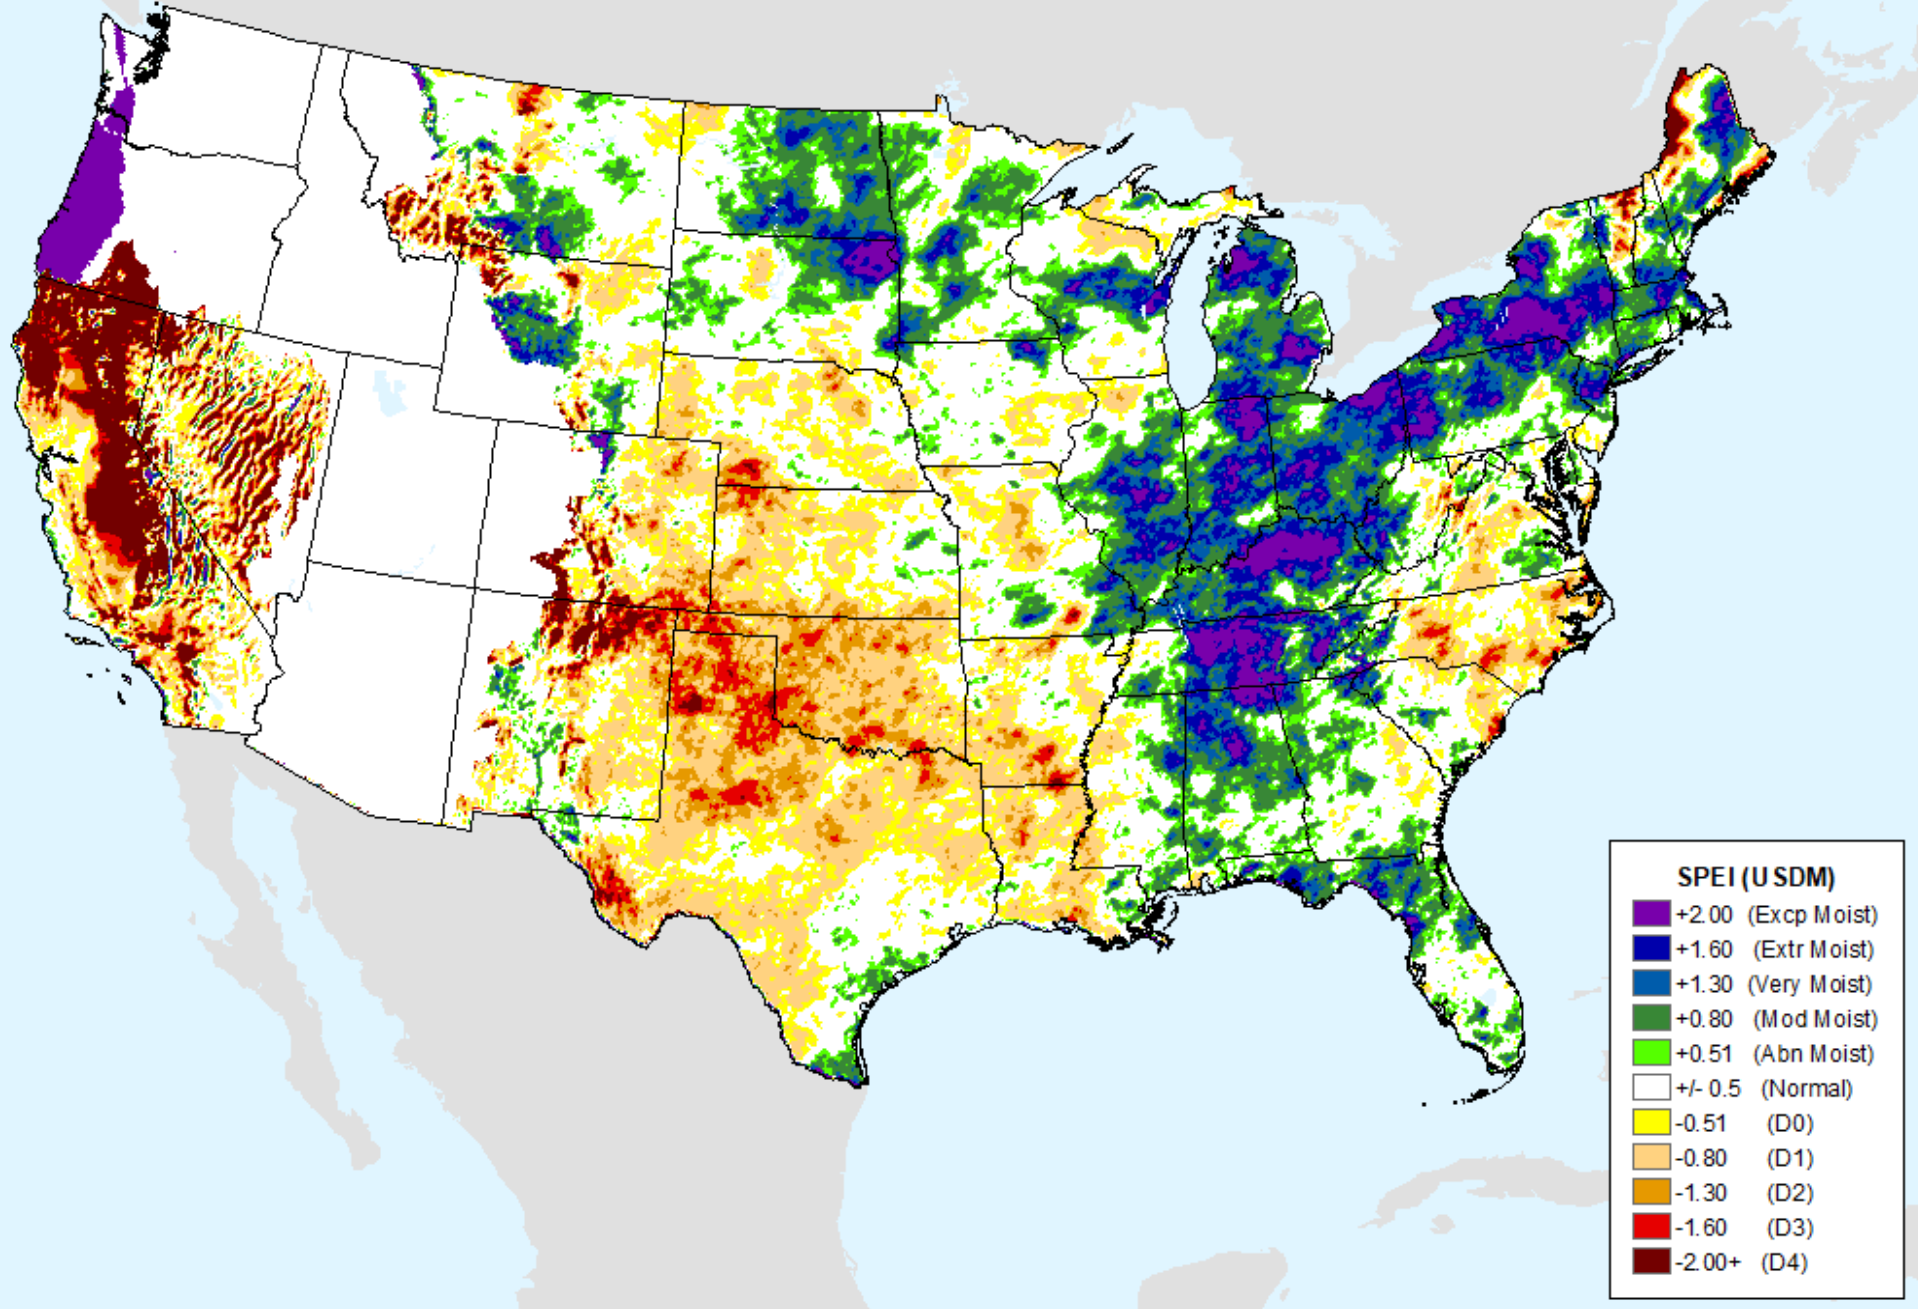 SPEI (USDM)
+2.00 (Excp Moist)
+1.60 (Extr Moist)
+1.30 (Very Moist)
+0.80 (Mod Moist)
+0.51 (Abn Moist)
+/- 0.5 (Normal)
-0.51 (D0)
-0.80 (D1)
-1.30 (D2)
-1.60 (D3)
-2.00+ (D4)